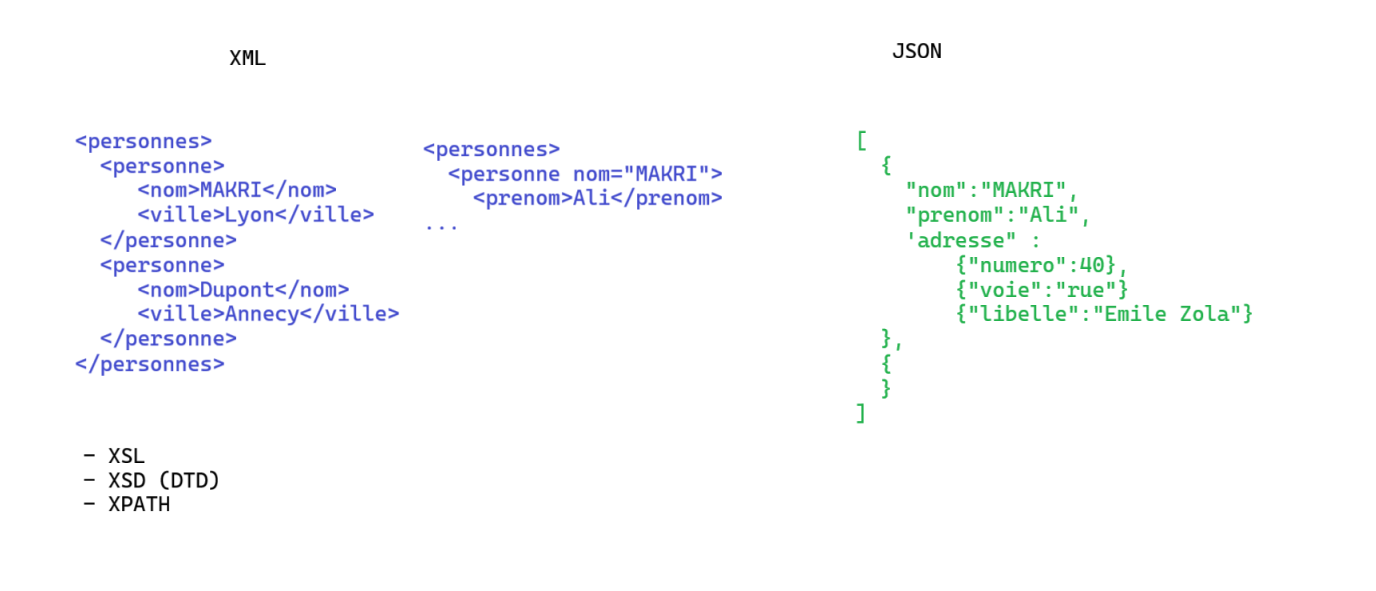 XML
<personnes>
  <personne>
     <nom>MAKRI</nom>
     <ville>Lyon</ville>
  </personne>
  <personne>
     <nom>Dupont</nom>
     <ville>Annecy</ville>
  </personne>
</personnes>
- XSL
- XSD (DTD)
- XPATH
<personnes>
  <personne nom="MAKRI">
    <prenom>Ali</prenom>
...
JSON
[
  {
    "nom":"MAKRI",
    "prenom":"Ali",
    'adresse" :
        {"numero":40},
        {"voie":"rue"}
        {"libelle":"Emile Zola"}
  },
  {
  }
]